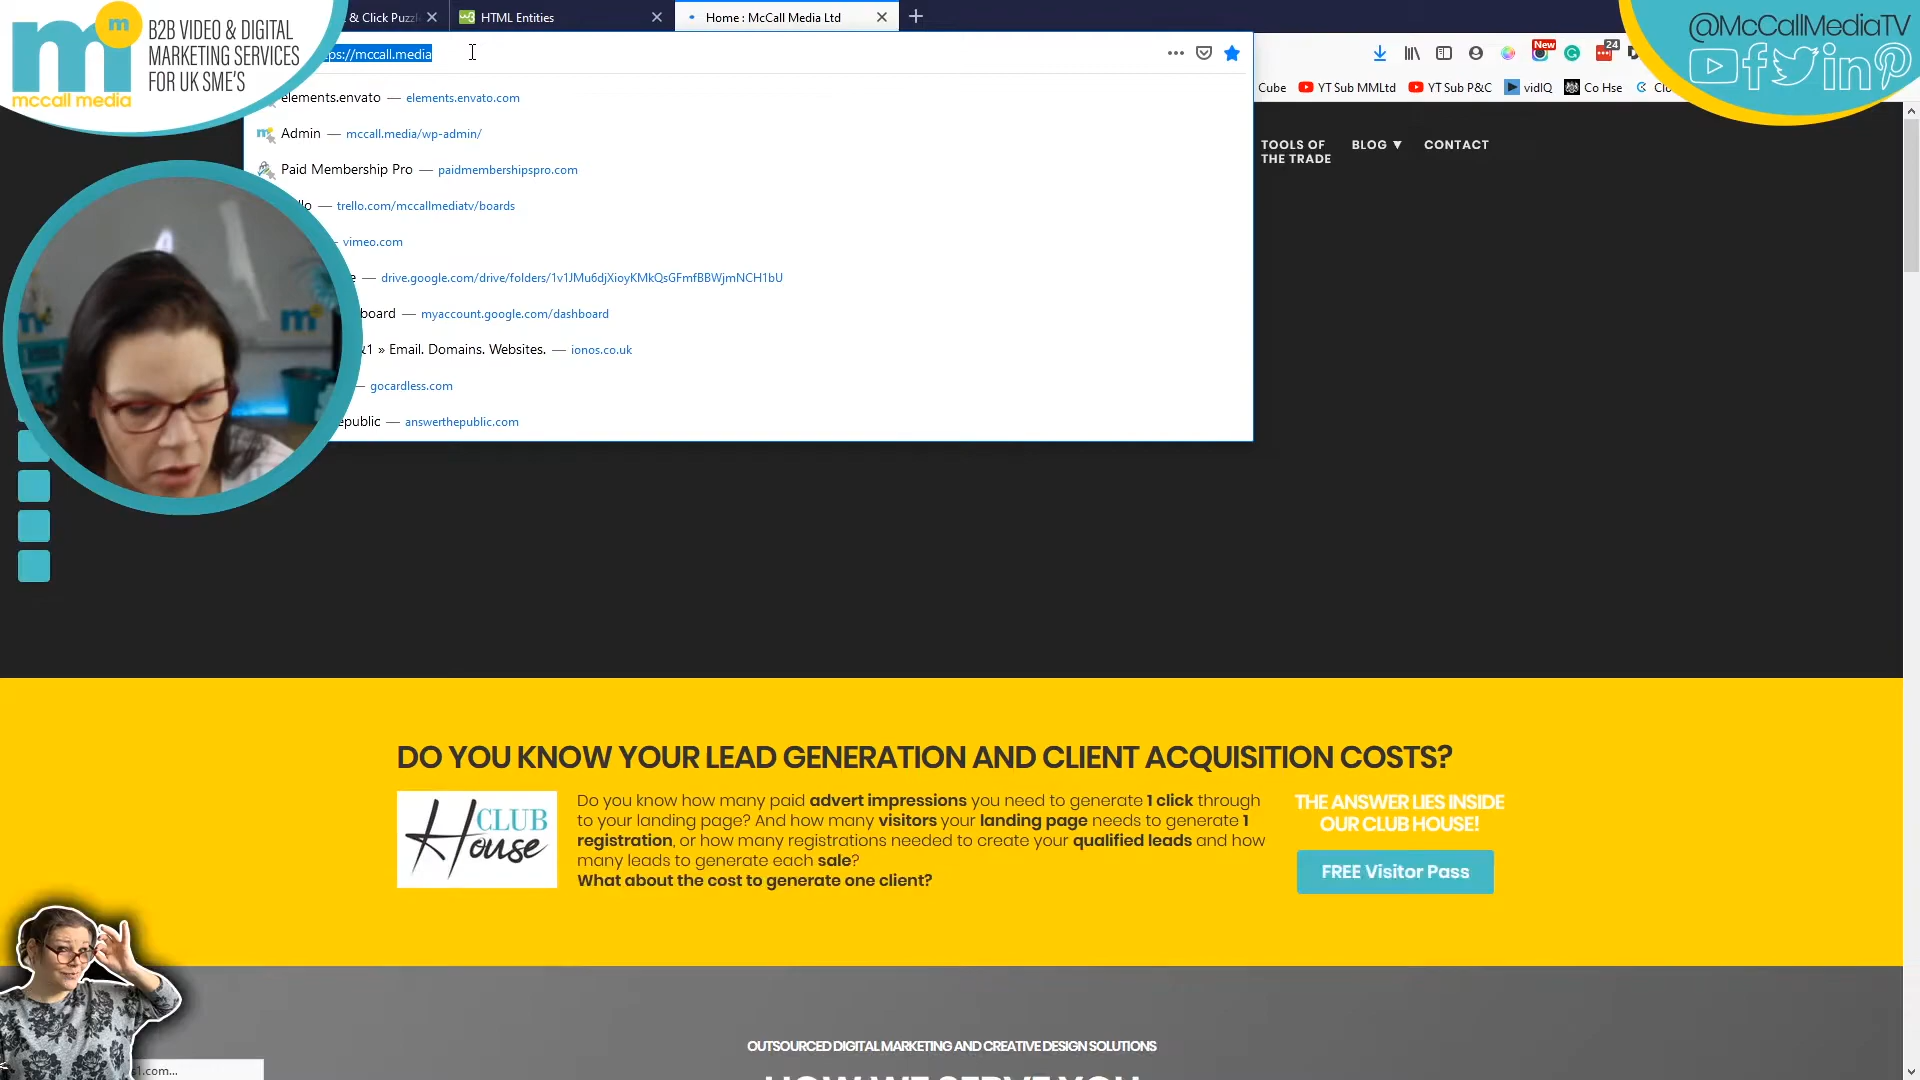 B2B VIDEO & DIGITAL
MARKETING SERVICES
FOR UK SME'S
mccall media
& Click Puzzl
HTML Entities
Home : McCall Media Ltd
@McCallMediaTV
ps://mccall.media
New
24
Cube
YT Sub MMLtd
YT Sub P&C
vidIQ
Co Hse
elements.envato — elements.envato.com
Admin — mccall.media/wp-admin/
Paid Membership Pro — paidmembershipspro.com
llo — trello.com/mccallmediatv/boards
vimeo.com
e — drive.google.com/drive/folders/1v1JMu6djXioyKMkQsGFmfBBWjmNCH1bU
board — myaccount.google.com/dashboard
&1 » Email. Domains. Websites. — ionos.co.uk
— gocardless.com
epublic — answerthepublic.com
TOOLS OF
THE TRADE
BLOG ▼
CONTACT
DO YOU KNOW YOUR LEAD GENERATION AND CLIENT ACQUISITION COSTS?
CLUB
House
Do you know how many paid advert impressions you need to generate 1 click through
to your landing page? And how many visitors your landing page needs to generate 1
registration, or how many registrations needed to create your qualified leads and how
many leads to generate each sale?
What about the cost to generate one client?
THE ANSWER LIES INSIDE
OUR CLUB HOUSE!
FREE Visitor Pass
OUTSOURCED DIGITAL MARKETING AND CREATIVE DESIGN SOLUTIONS
HOW WE SERVE YOU
1.com...